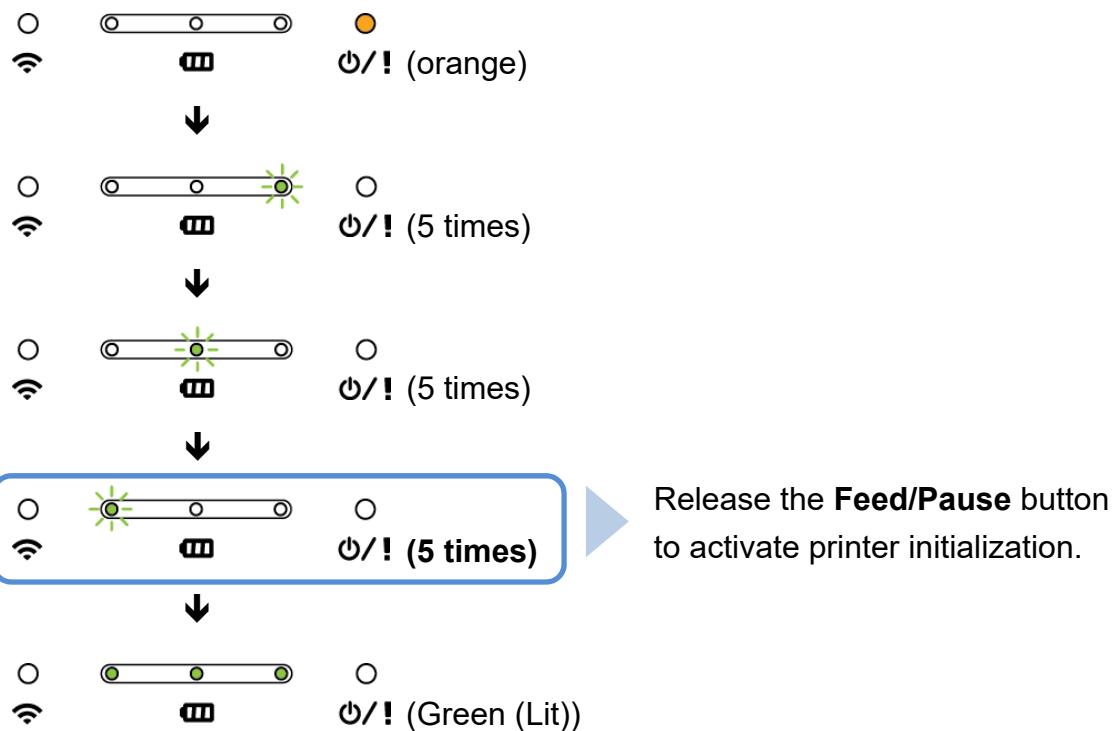 (orange)
(5 times)
(5 times)
(5 times)
Release the Feed/Pause button
to activate printer initialization.
(Green (Lit))